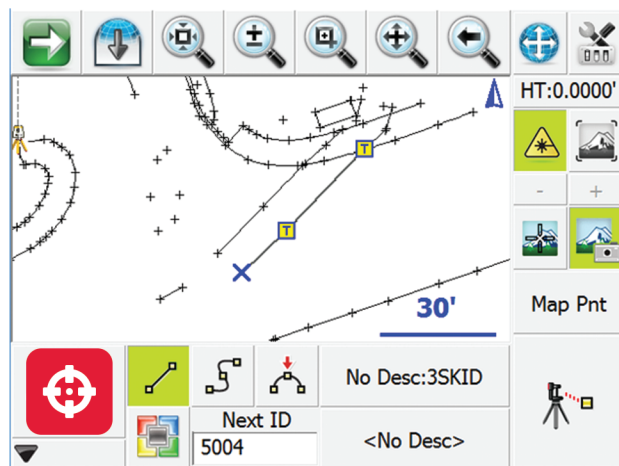 HT:0.0000'
T
T
-
+
30'
Map Pnt
No Desc:3SKID
Next ID
5004
<No Desc>